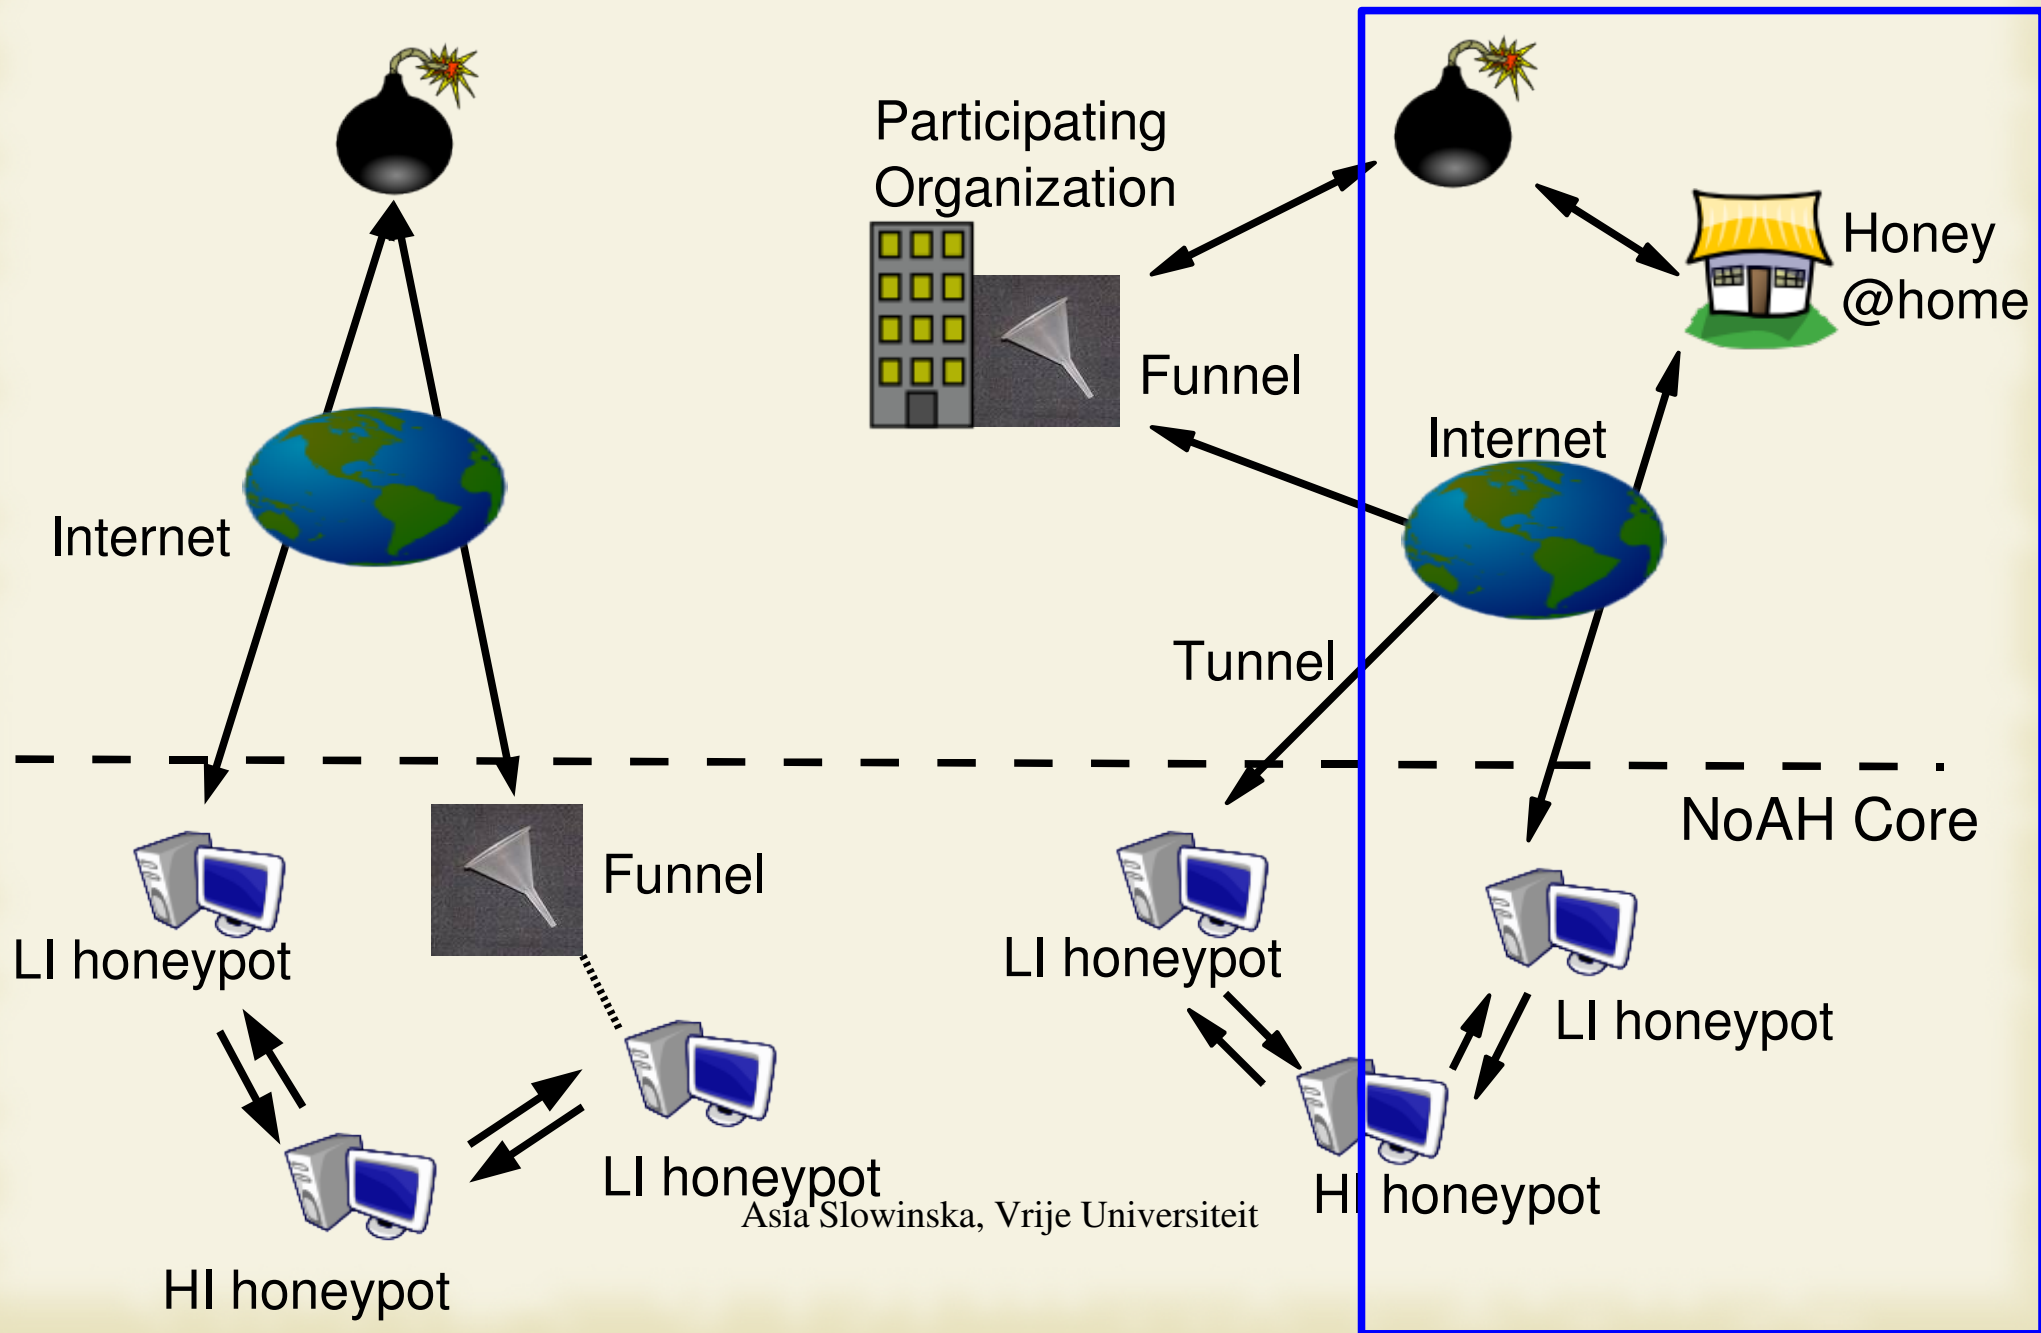 Participating
Organization
Honey
@home
Funnel
Internet
Internet
Tunnel
NoAH Core
Funnel
LI honeypot
LI honeypot
LI honeypot
LI honeypot
HI honeypot
Asia Slowinska, Vrije Universiteit
HI honeypot